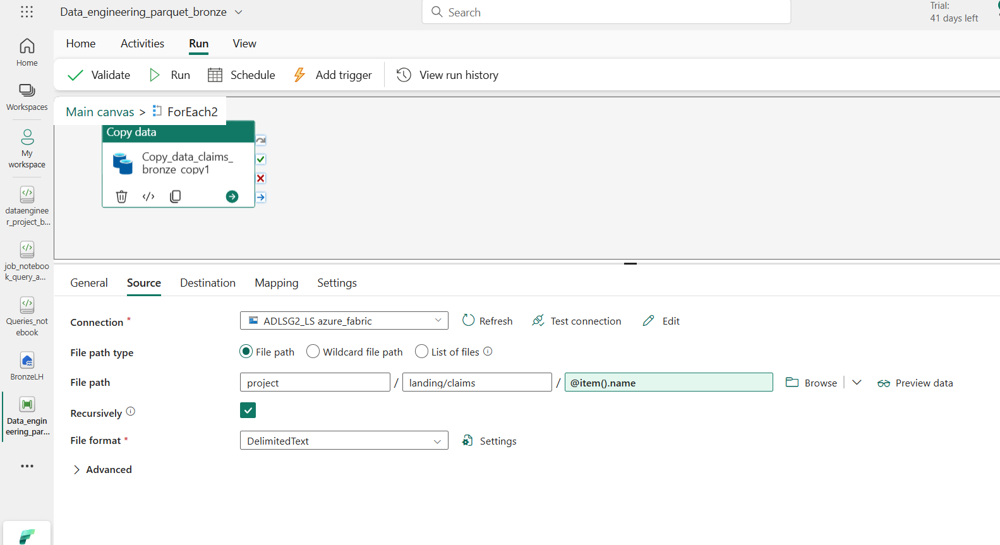 Data_engineering_parquet_bronze
Search
Trial:
41 days left
Home
Activities
Run
View
Validate
Run
Schedule
Add trigger
View run history
Home
Workspaces
My
workspace
dataenginee
r_project_b...
job_noteboo
k_query_a...
Queries_not
ebook
BronzeLH
Data_engin
eering_par...
Main canvas > ForEach2
Copy data
Copy_data_claims_
bronze_copy1
General
Source
Destination
Mapping
Settings
Connection *
ADLSG2_LS azure_fabric
Refresh
Test connection
Edit
File path type
File path
Wildcard file path
List of files
File path
project / landing/claims / @item().name
Browse
Preview data
Recursively
File format *
DelimitedText
Settings
Advanced